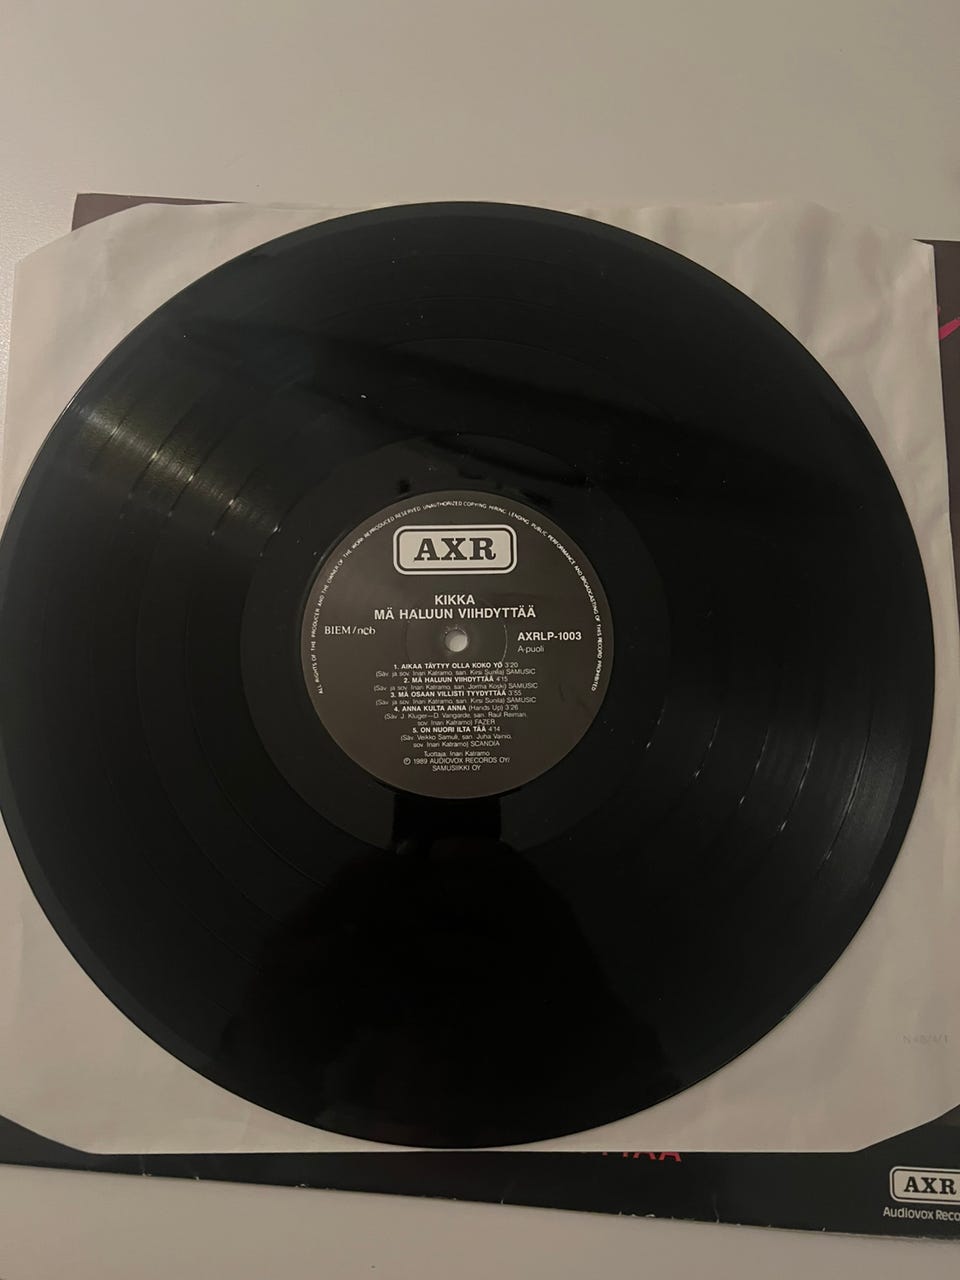 ALL RIGHTS OF THE PRODUCER AND THE OWNER OF THE WORK REPRODUCED RESERVED UNAUTHORIZED COPYING HIRING LENDING PUBLIC PERFORMANCE AND BROADCASTING OF THIS RECORD PROHIBITED
AXR
KIKKA
MÄ HALUUN VIIHDYTTÄÄ
BIEM/ncb
AXRLP-1003
A-puoli
1. AIKAA TÄYTYY OLLA KOKO YÖ 3'20
(Säv. ja sov. Inari Katramo, san. Kirsi Sunila) SAMUSIC
2. MÄ HALUUN VIIHDYTTÄÄ 4'15
(Säv. ja sov. Inari Katramo, san. Jorma Koski) SAMUSIC
3. MÄ OSAAN VILLISTI TYYDYTTÄÄ 3'55
(Säv. ja sov. Inari Katramo, san. Kirsi Sunila) SAMUSIC
4. ANNA KULTA ANNA (Hands Up) 3'26
(Säv. J. Kluger—D. Vangarde, san. Raul Reiman,
sov. Inari Katramo) FAZER
5. ON NUORI ILTA TÄÄ 4'14
(Säv. Veikko Samuli, san. Juha Vainio,
sov. Inari Katramo) SCANDIA
Tuottaja: Inari Katramo
℗ 1989 AUDIOVOX RECORDS OY/
SAMUSIIKKI OY
AXR
Audiovox Reco